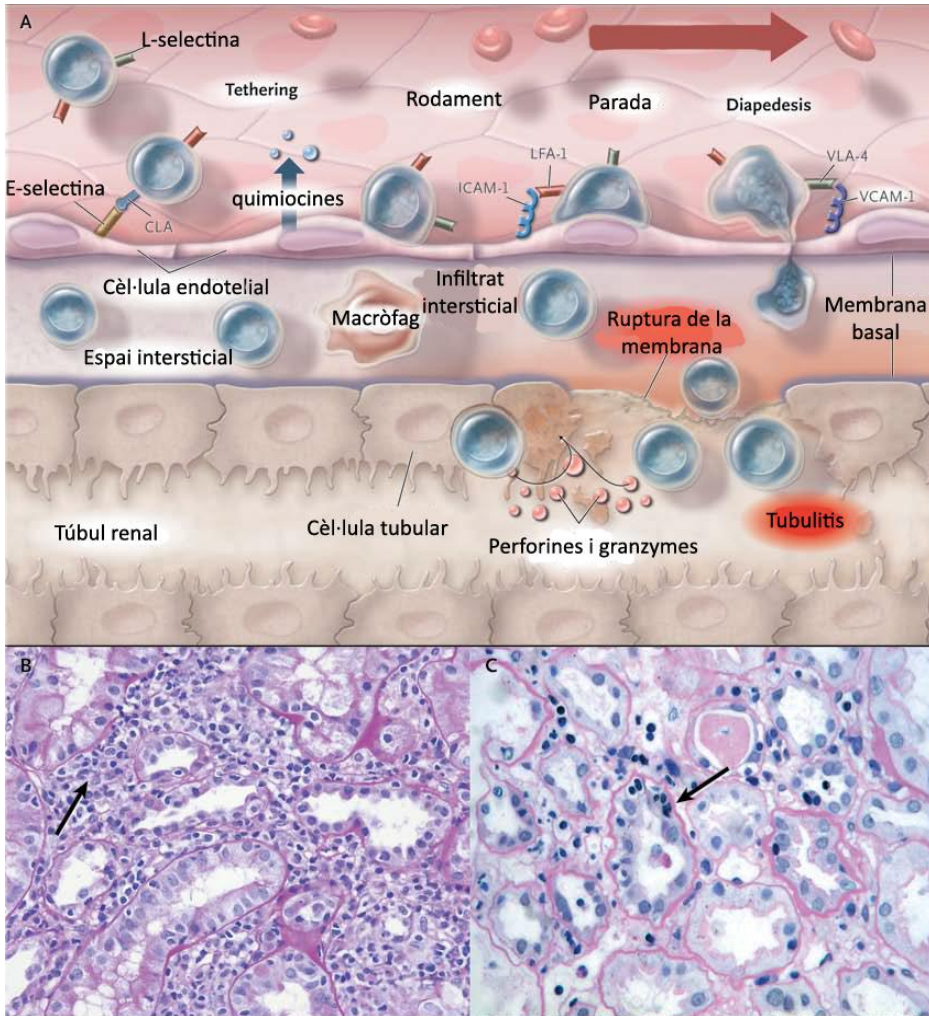 A
L-selectina
Tethering
Rodament
Parada
Diapedesis
LFA-1
VLA-4
E-selectina
ICAM-1
quimiocines
VCAM-1
CLA
Cèl·lula endotelial
Infiltrat
intersticial
Macròfag
Ruptura de la
membrana
Membrana
basal
Espai intersticial
Túbul renal
Cèl·lula tubular
Perforines i granzymes
Tubulitis
B
C